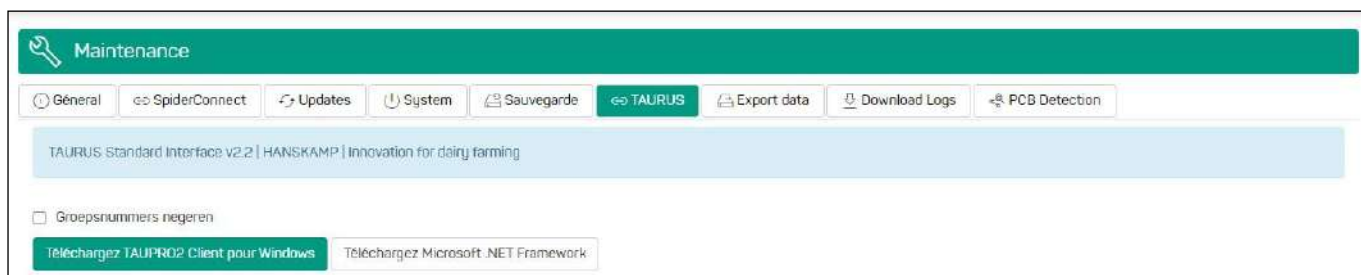 Maintenance
Géneral SpiderConnect Updates System Sauvegarde TAURUS Export data Download Logs PCB Detection
TAURUS Standard Interface v2.2 | HANSKAMP | Innovation for dairy farming
Groepsnummers negeren
Téléchargez TAUPRO2 Client pour Windows Téléchargez Microsoft .NET Framework